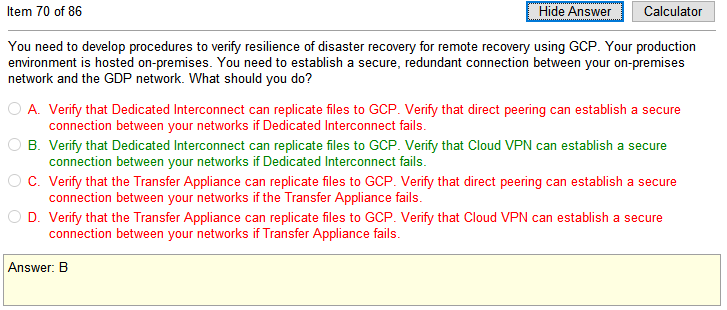 Item 70 of 86
Hide Answer
Calculator
You need to develop procedures to verify resilience of disaster recovery for remote recovery using GCP. Your production
environment is hosted on-premises. You need to establish a secure, redundant connection between your on-premises
network and the GDP network. What should you do?
A. Verify that Dedicated Interconnect can replicate files to GCP. Verify that direct peering can establish a secure
connection between your networks if Dedicated Interconnect fails.
B. Verify that Dedicated Interconnect can replicate files to GCP. Verify that Cloud VPN can establish a secure
connection between your networks if Dedicated Interconnect fails.
C. Verify that the Transfer Appliance can replicate files to GCP. Verify that direct peering can establish a secure
connection between your networks if the Transfer Appliance fails.
D. Verify that the Transfer Appliance can replicate files to GCP. Verify that Cloud VPN can establish a secure
connection between your networks if Transfer Appliance fails.
Answer: B